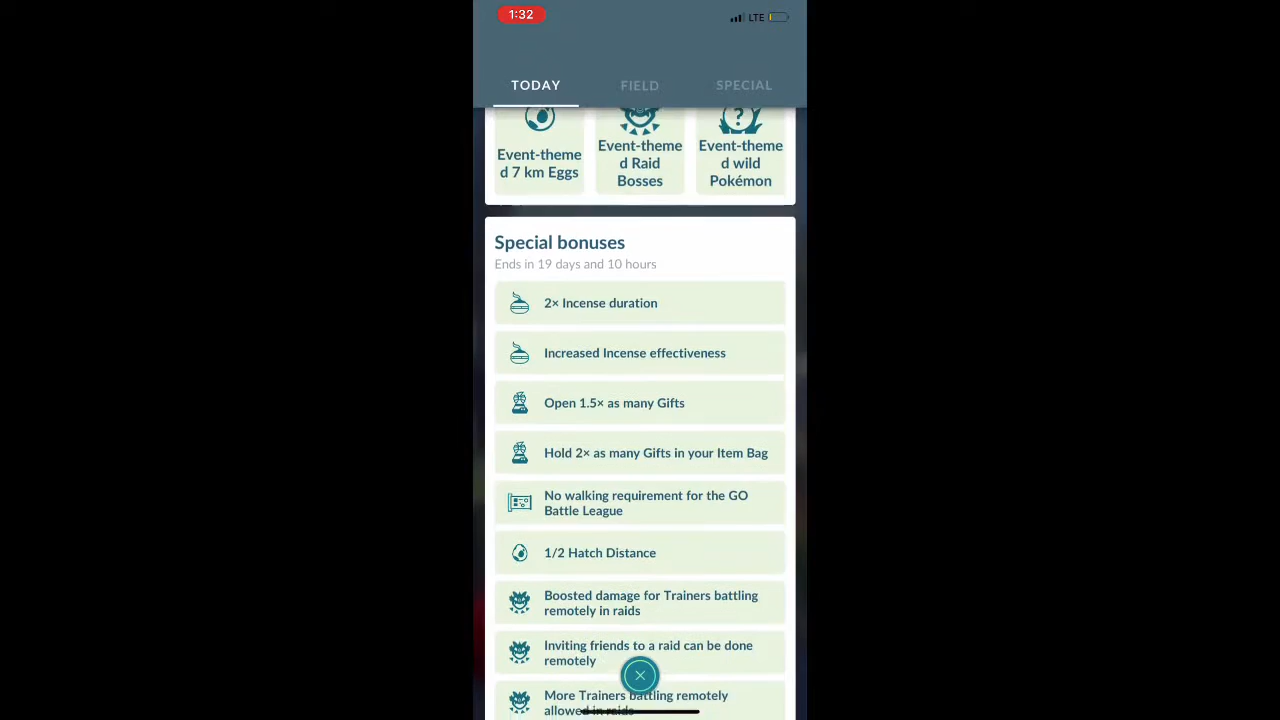 1:32
LTE
TODAY
FIELD
SPECIAL
Event-theme
d 7 km Eggs
Event-theme
d Raid
Bosses
Event-theme
d wild
Pokémon
Special bonuses
Ends in 19 days and 10 hours
2× Incense duration
Increased Incense effectiveness
Open 1.5× as many Gifts
Hold 2× as many Gifts in your Item Bag
No walking requirement for the GO
Battle League
1/2 Hatch Distance
Boosted damage for Trainers battling
remotely in raids
Inviting friends to a raid can be done
remotely
More Trainers battling remotely
allowed in raids